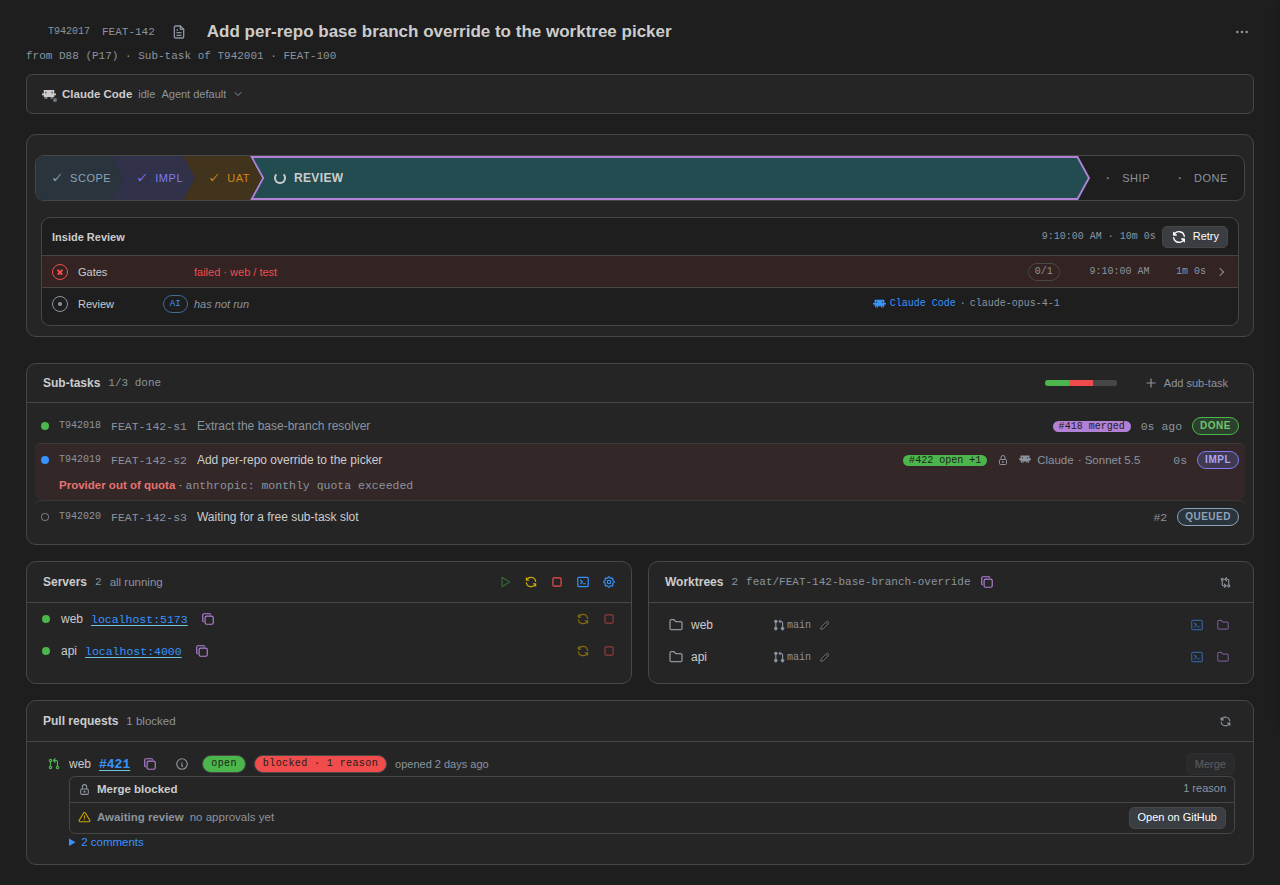 T942017 FEAT-142 Add per-repo base branch override to the worktree picker
from D88 (P17) · Sub-task of T942001 · FEAT-100
Claude Code idle Agent default
SCOPE IMPL UAT REVIEW SHIP DONE
Inside Review 9:10:00 AM · 10m 0s Retry
Gates failed · web / test 0/1 9:10:00 AM 1m 0s
Review AI has not run Claude Code · claude-opus-4-1
Sub-tasks 1/3 done Add sub-task
T942018 FEAT-142-s1 Extract the base-branch resolver #418 merged 0s ago DONE
T942019 FEAT-142-s2 Add per-repo override to the picker #422 open +1 Claude · Sonnet 5.5 0s IMPL
Provider out of quota · anthropic: monthly quota exceeded
T942020 FEAT-142-s3 Waiting for a free sub-task slot #2 QUEUED
Servers 2 all running
web localhost:5173
api localhost:4000
Worktrees 2 feat/FEAT-142-base-branch-override
web main
api main
Pull requests 1 blocked
web #421 open blocked · 1 reason opened 2 days ago Merge
Merge blocked 1 reason
Awaiting review no approvals yet Open on GitHub
2 comments